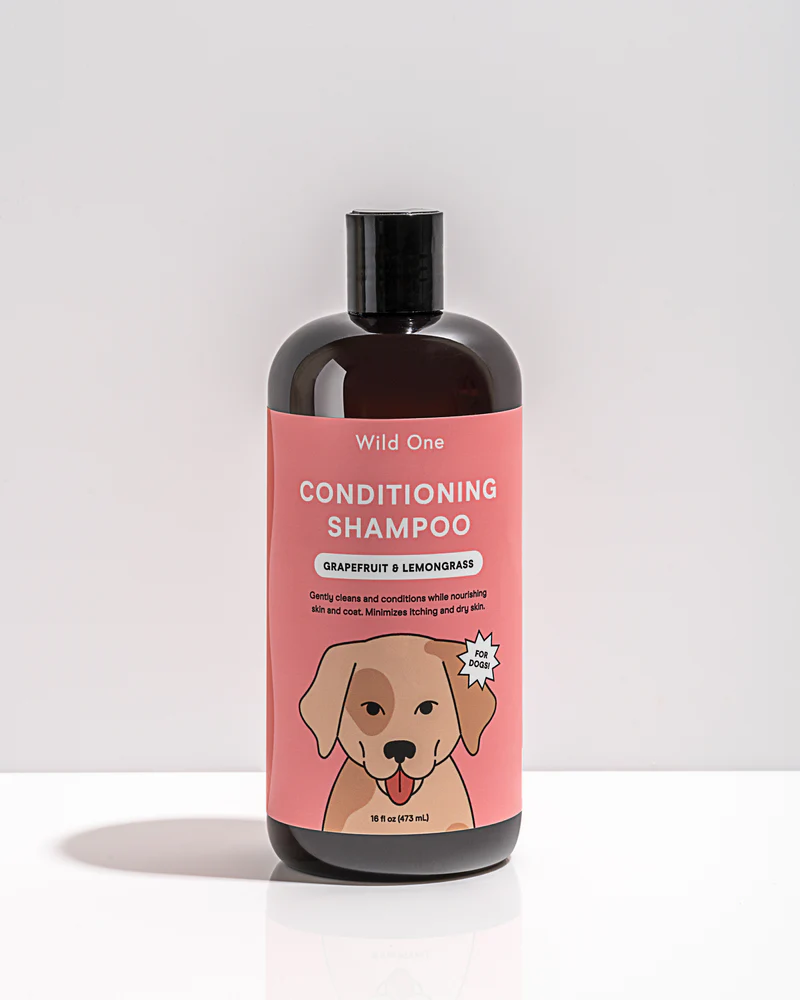 Wild One
CONDITIONING
SHAMPOO
GRAPEFRUIT & LEMONGRASS
Gently cleans and conditions while nourishing
skin and coat. Minimizes itching and dry skin.
FOR
DOGS!
16 fl oz (473 mL)